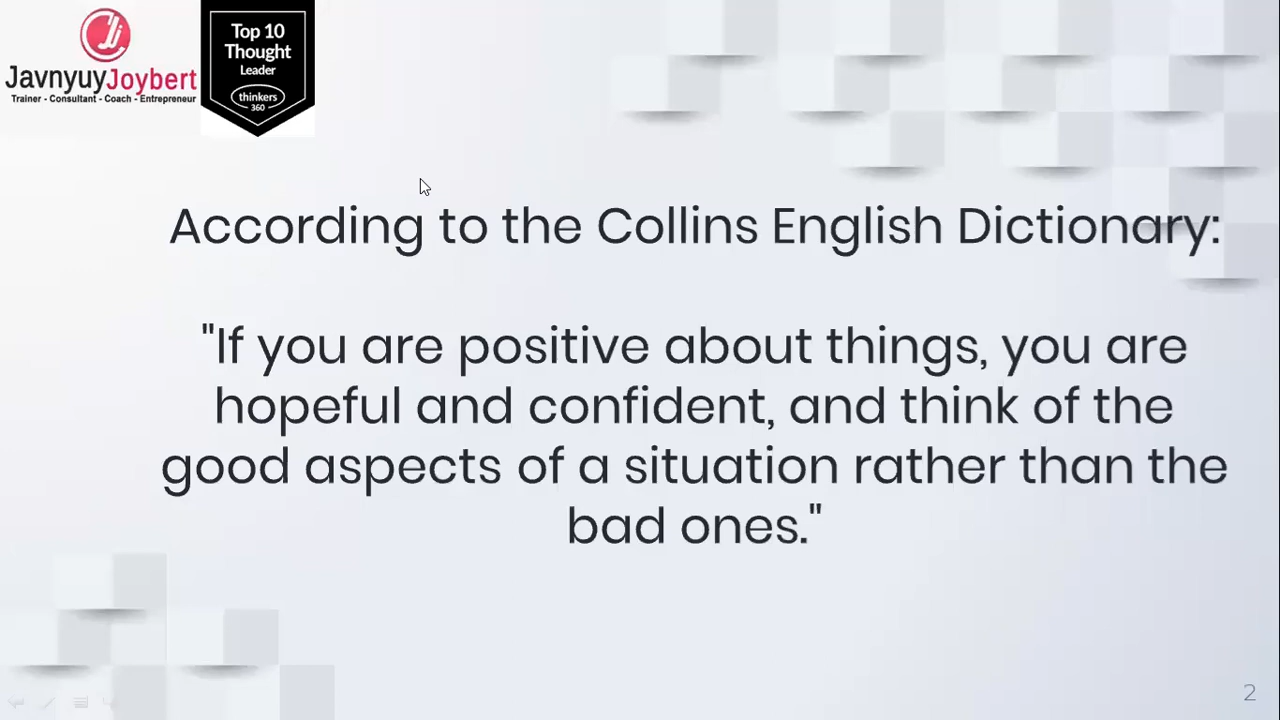 JavnyuyJoybert
Trainer - Consultant - Coach - Entrepreneur
Top 10
Thought
Leader
thinkers
360
According to the Collins English Dictionary:
"If you are positive about things, you are
hopeful and confident, and think of the
good aspects of a situation rather than the
bad ones."
2